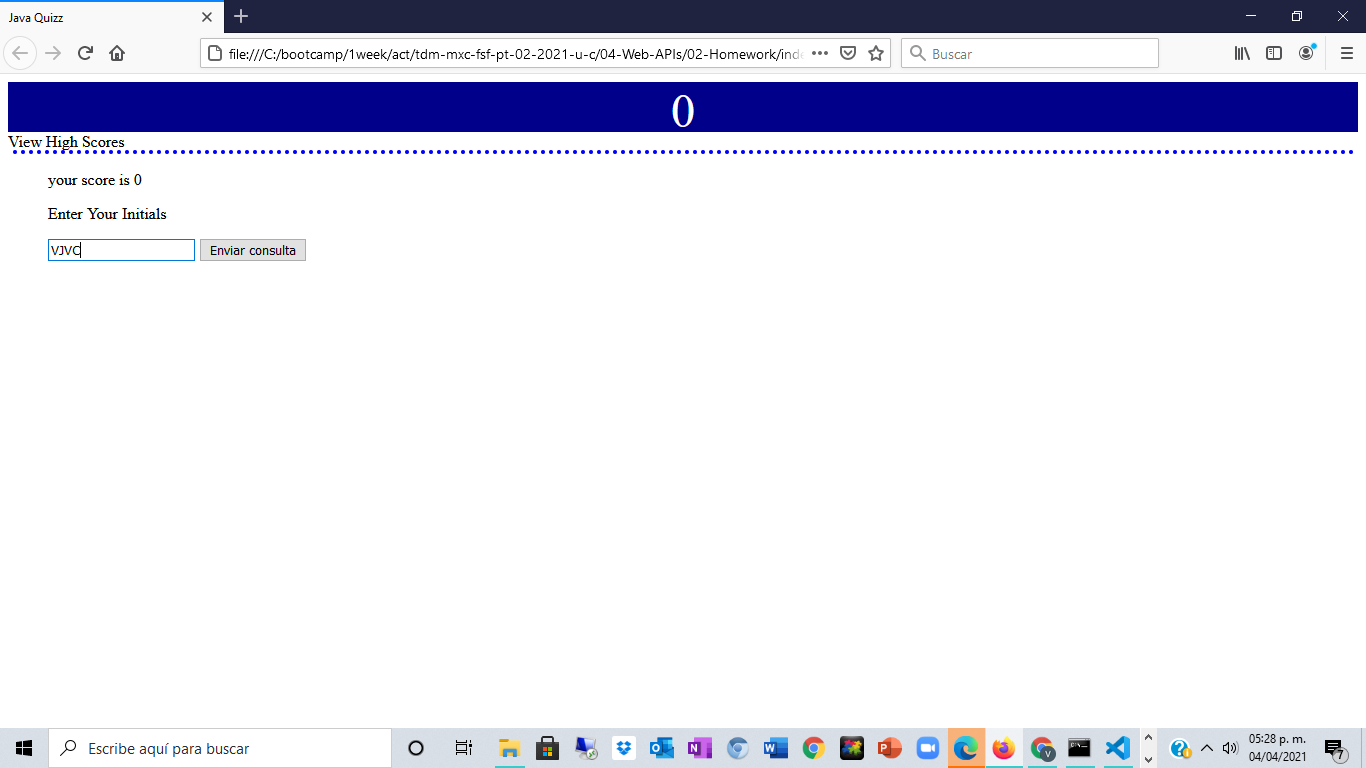 Java Quizz
file:///C:/bootcamp/1week/act/tdm-mxc-fsf-pt-02-2021-u-c/04-Web-APIs/02-Homework/inde
Buscar
0
View High Scores
your score is 0
Enter Your Initials
VJVC
Enviar consulta
Escribe aquí para buscar
05:28 p. m.
04/04/2021
7